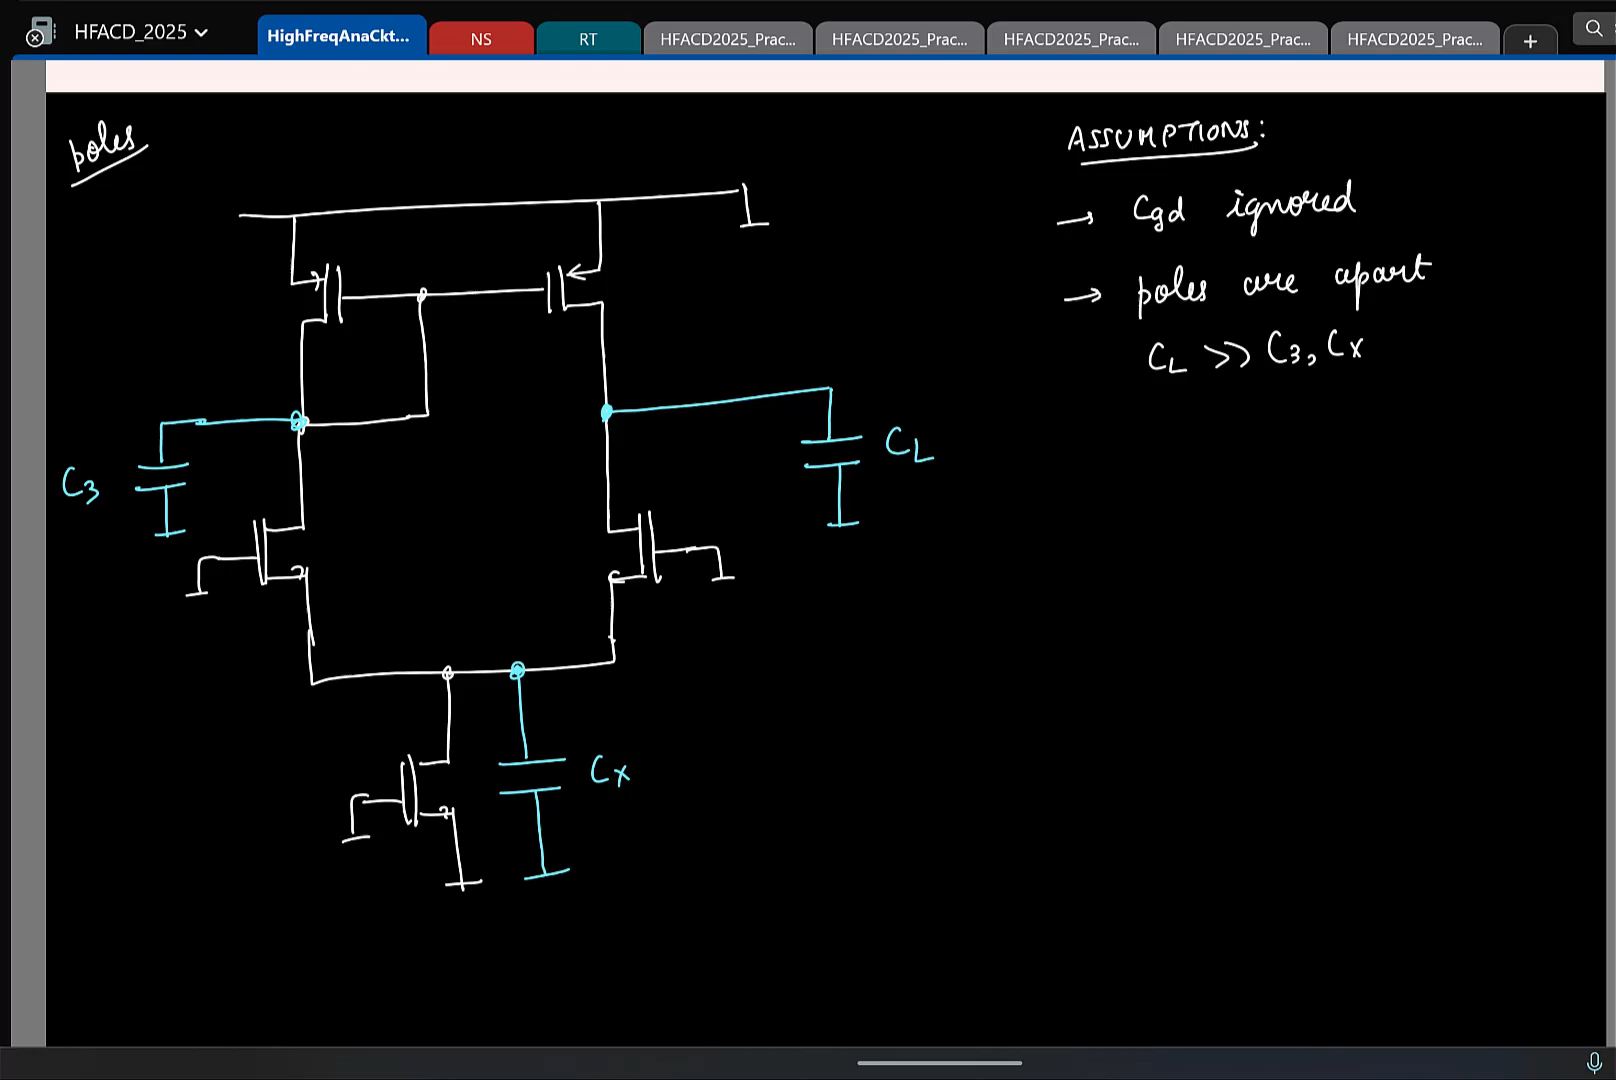 HFACD_2025
HighFreqAnaCkt...
NS
RT
HFACD2025_Prac...
HFACD2025_Prac...
HFACD2025_Prac...
HFACD2025_Prac...
HFACD2025_Prac...
poles
ASSUMPTIONS:
→ Cgd ignored
→ poles are apart
CL >> C3, CX
C3
CL
CX